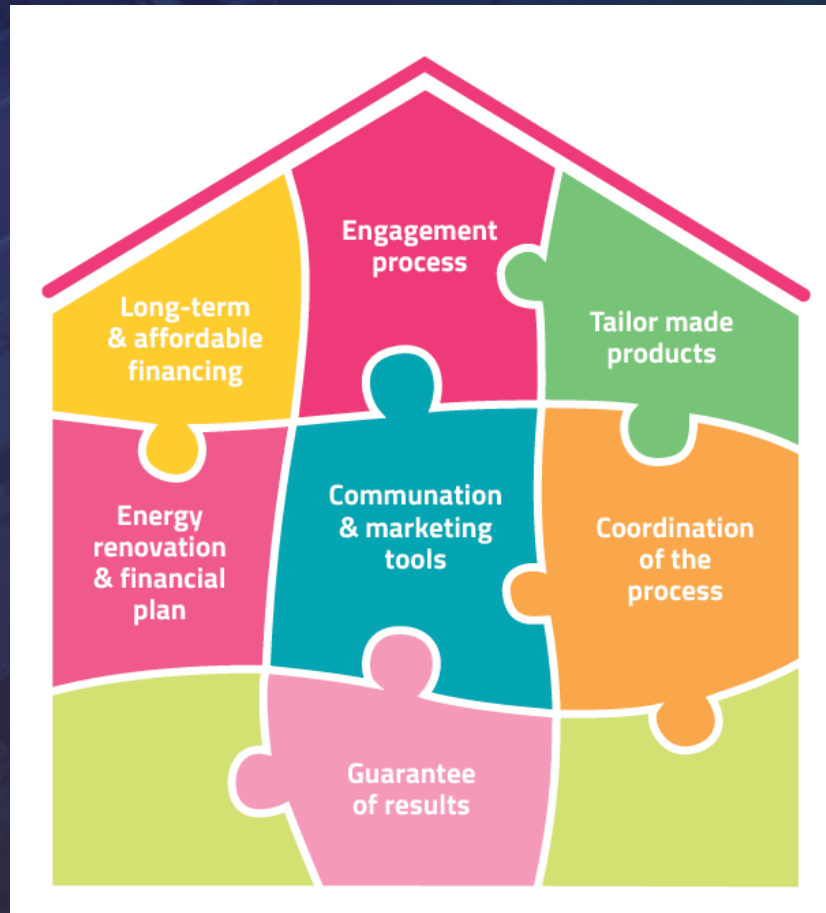 Engagement
process
Long-term
& affordable
financing
Tailor made
products
Energy
renovation
& financial
plan
Communation
& marketing
tools
Coordination
of the
process
Guarantee
of results